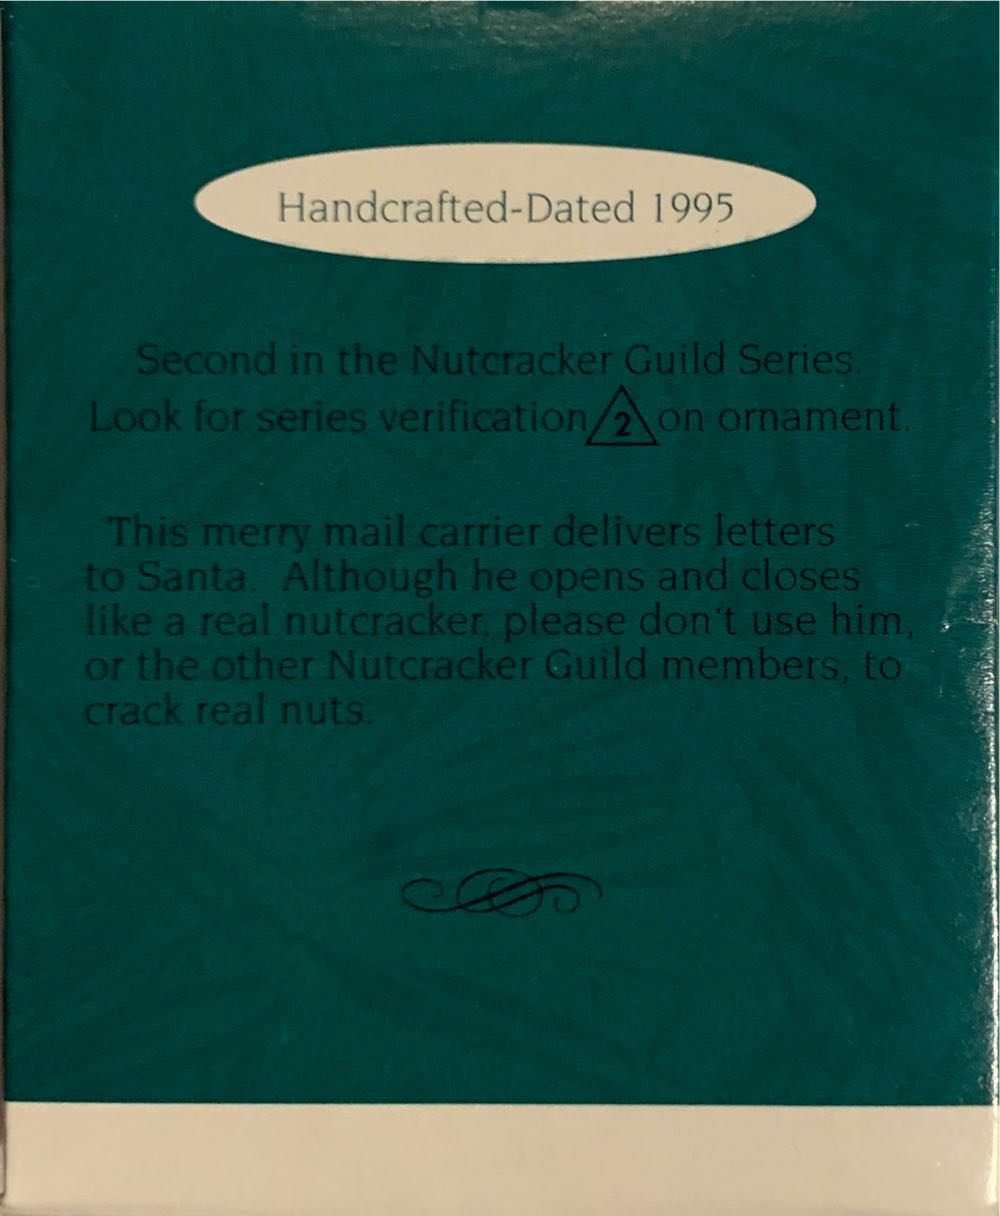 Handcrafted-Dated 1995
Second in the Nutcracker Guild Series.
Look for series verification 2 on ornament.
This merry mail carrier delivers letters
to Santa. Although he opens and closes
like a real nutcracker, please don't use him,
or the other Nutcracker Guild members, to
crack real nuts.